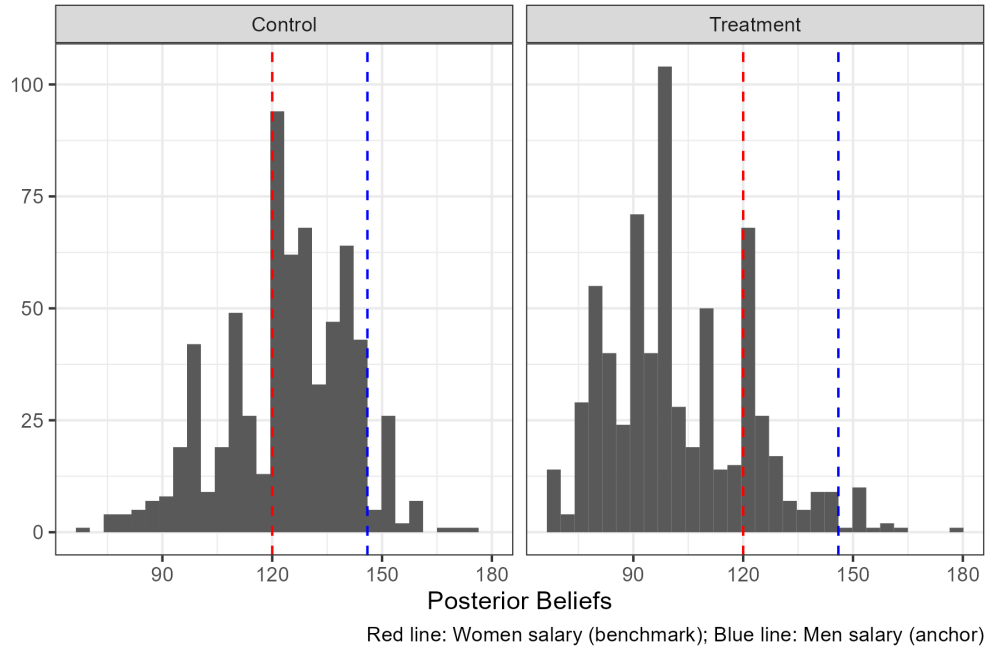 Control
Treatment
100
75
50
25
0
90 120 150 180
90 120 150 180
Posterior Beliefs
Red line: Women salary (benchmark); Blue line: Men salary (anchor)